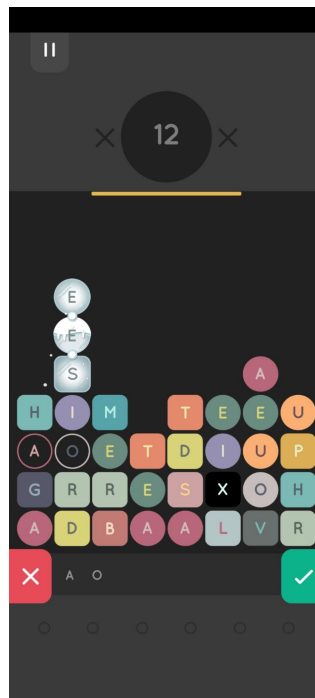 12
E
E
S A
H I M T E E U
A O E T D I U P
G R R E S X O H
A D B A A L V R
A O